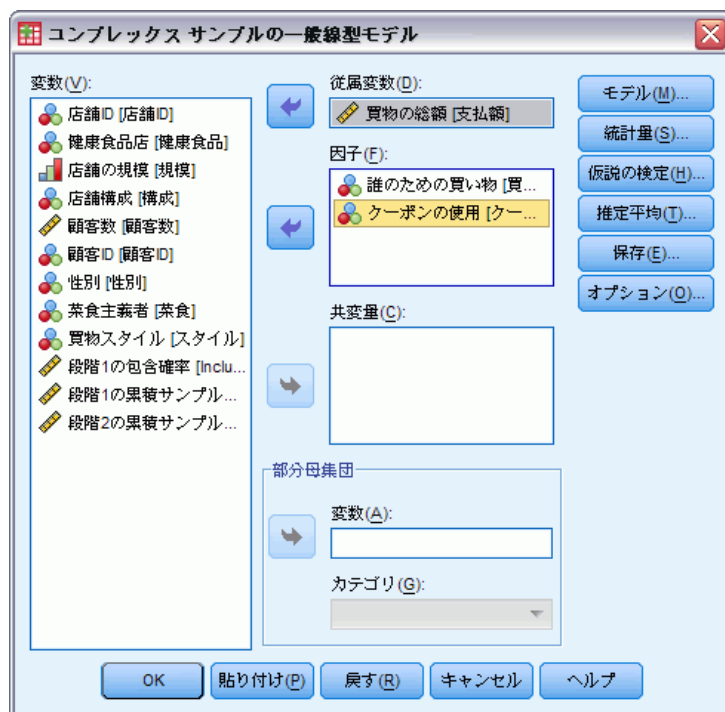 コンプレックス サンプルの一般線型モデル
変数(V):
店舗ID [店舗ID]
健康食品店 [健康食品]
店舗の規模 [規模]
店舗構成 [構成]
顧客数 [顧客数]
顧客ID [顧客ID]
性別 [性別]
菜食主義者 [菜食]
買物スタイル [スタイル]
段階1の包含確率 [Inclu...
段階1の累積サンプル...
段階2の累積サンプル...
従属変数(D):
買物の総額 [支払額]
因子(F):
誰のための買い物 [買...
クーポンの使用 [クー...
共変量(C):
部分母集団
変数(A):
カテゴリ(G):
モデル(M)...
統計量(S)...
仮説の検定(H)...
推定平均(T)...
保存(E)...
オプション(O)...
OK
貼り付け(P)
戻す(R)
キャンセル
ヘルプ